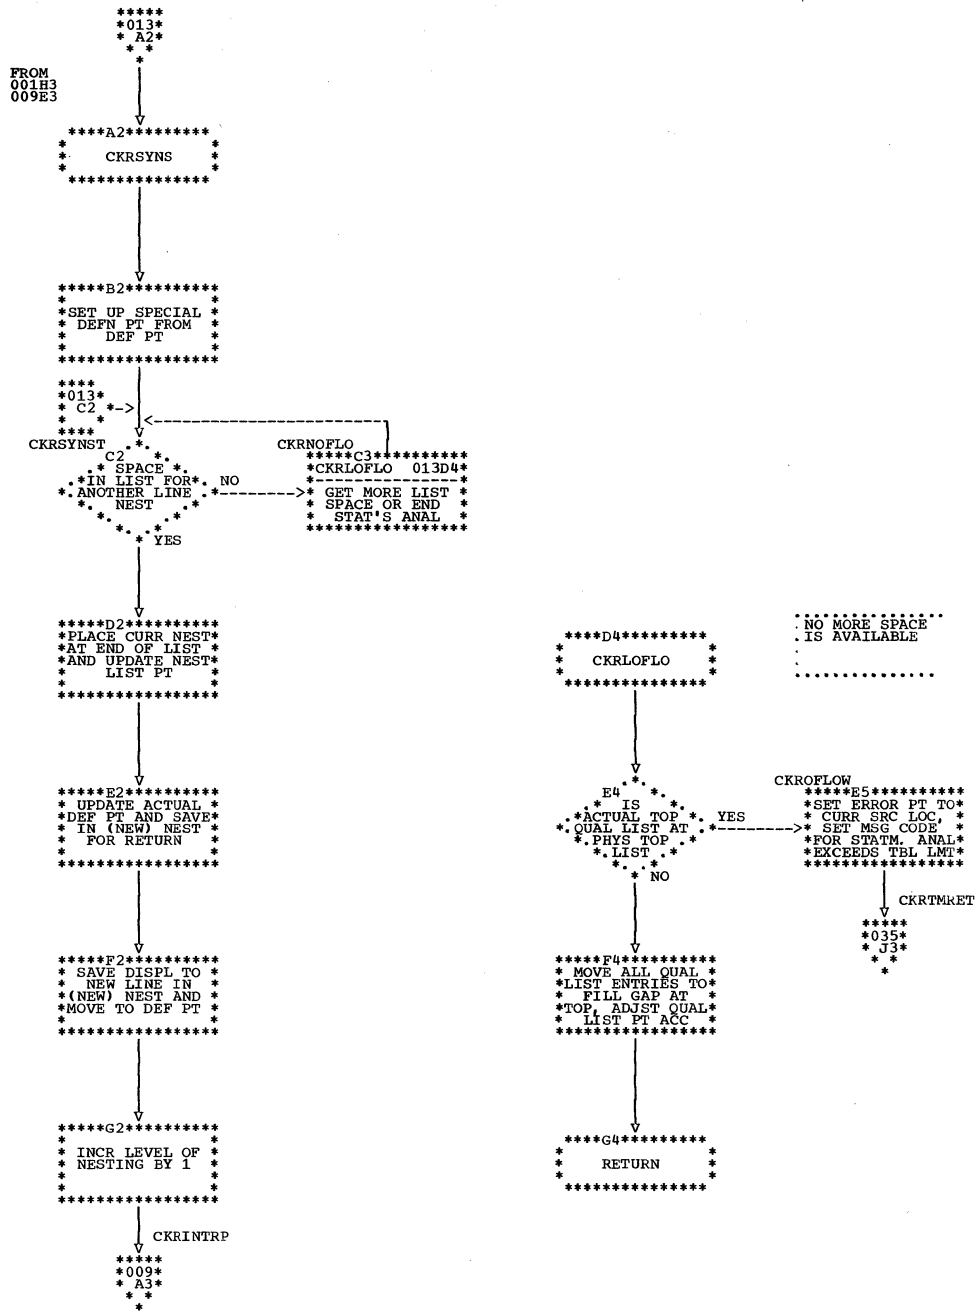 013
A2
FROM
001H3
009E3
A2
CKRSYNS
B2
SET UP SPECIAL
DEFN PT FROM
DEF PT
013
C2
CKRSYNST
C2
SPACE
IN LIST FOR
ANOTHER LINE
NEST
NO
YES
CKRNOFLO
C3
CKRLOFLO 013D4
GET MORE LIST
SPACE OR END
STAT'S ANAL
D2
PLACE CURR NEST
AT END OF LIST
AND UPDATE NEST
LIST PT
E2
UPDATE ACTUAL
DEF PT AND SAVE
IN (NEW) NEST
FOR RETURN
F2
SAVE DISPL TO
NEW LINE IN
(NEW) NEST AND
MOVE TO DEF PT
G2
INCR LEVEL OF
NESTING BY 1
CKRINTRP
009
A3
D4
CKRLOFLO
NO MORE SPACE
IS AVAILABLE
E4
IS
ACTUAL TOP
QUAL LIST AT
PHYS TOP
LIST
YES
NO
CKROFLOW
E5
SET ERROR PT TO
CURR SRC LOC,
SET MSG CODE
FOR STATM. ANAL
EXCEEDS TBL LMT
CKRTMRET
035
J3
F4
MOVE ALL QUAL
LIST ENTRIES TO
FILL GAP AT
TOP, ADJST QUAL
LIST PT ACC
G4
RETURN